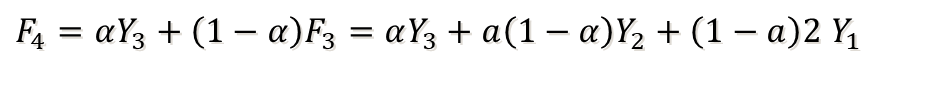 F₄ = αY₃ + (1 − α)F₃ = αY₃ + a(1 − α)Y₂ + (1 − a)2 Y₁